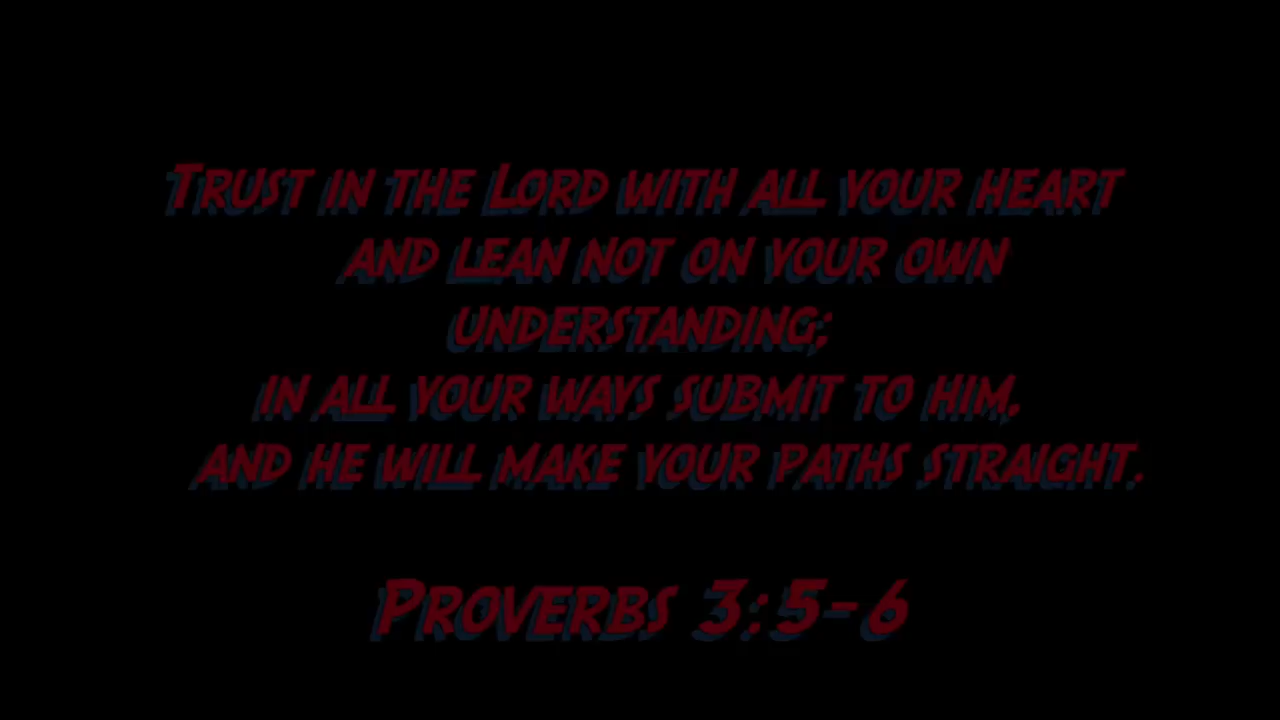 Trust in the Lord with all your heart
and lean not on your own
understanding;
in all your ways submit to him,
and he will make your paths straight.
Proverbs 3:5-6